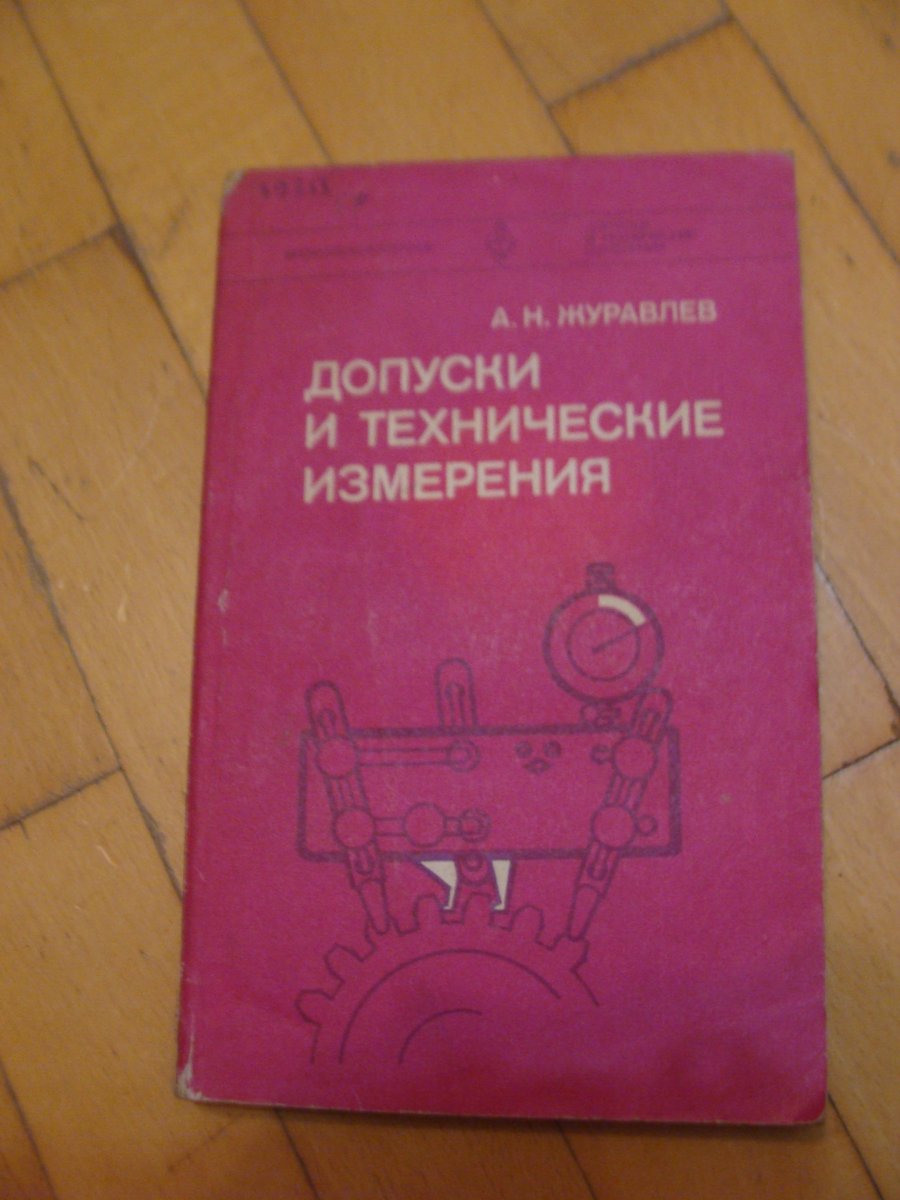 А. Н. ЖУРАВЛЕВ
ДОПУСКИ
И ТЕХНИЧЕСКИЕ
ИЗМЕРЕНИЯ